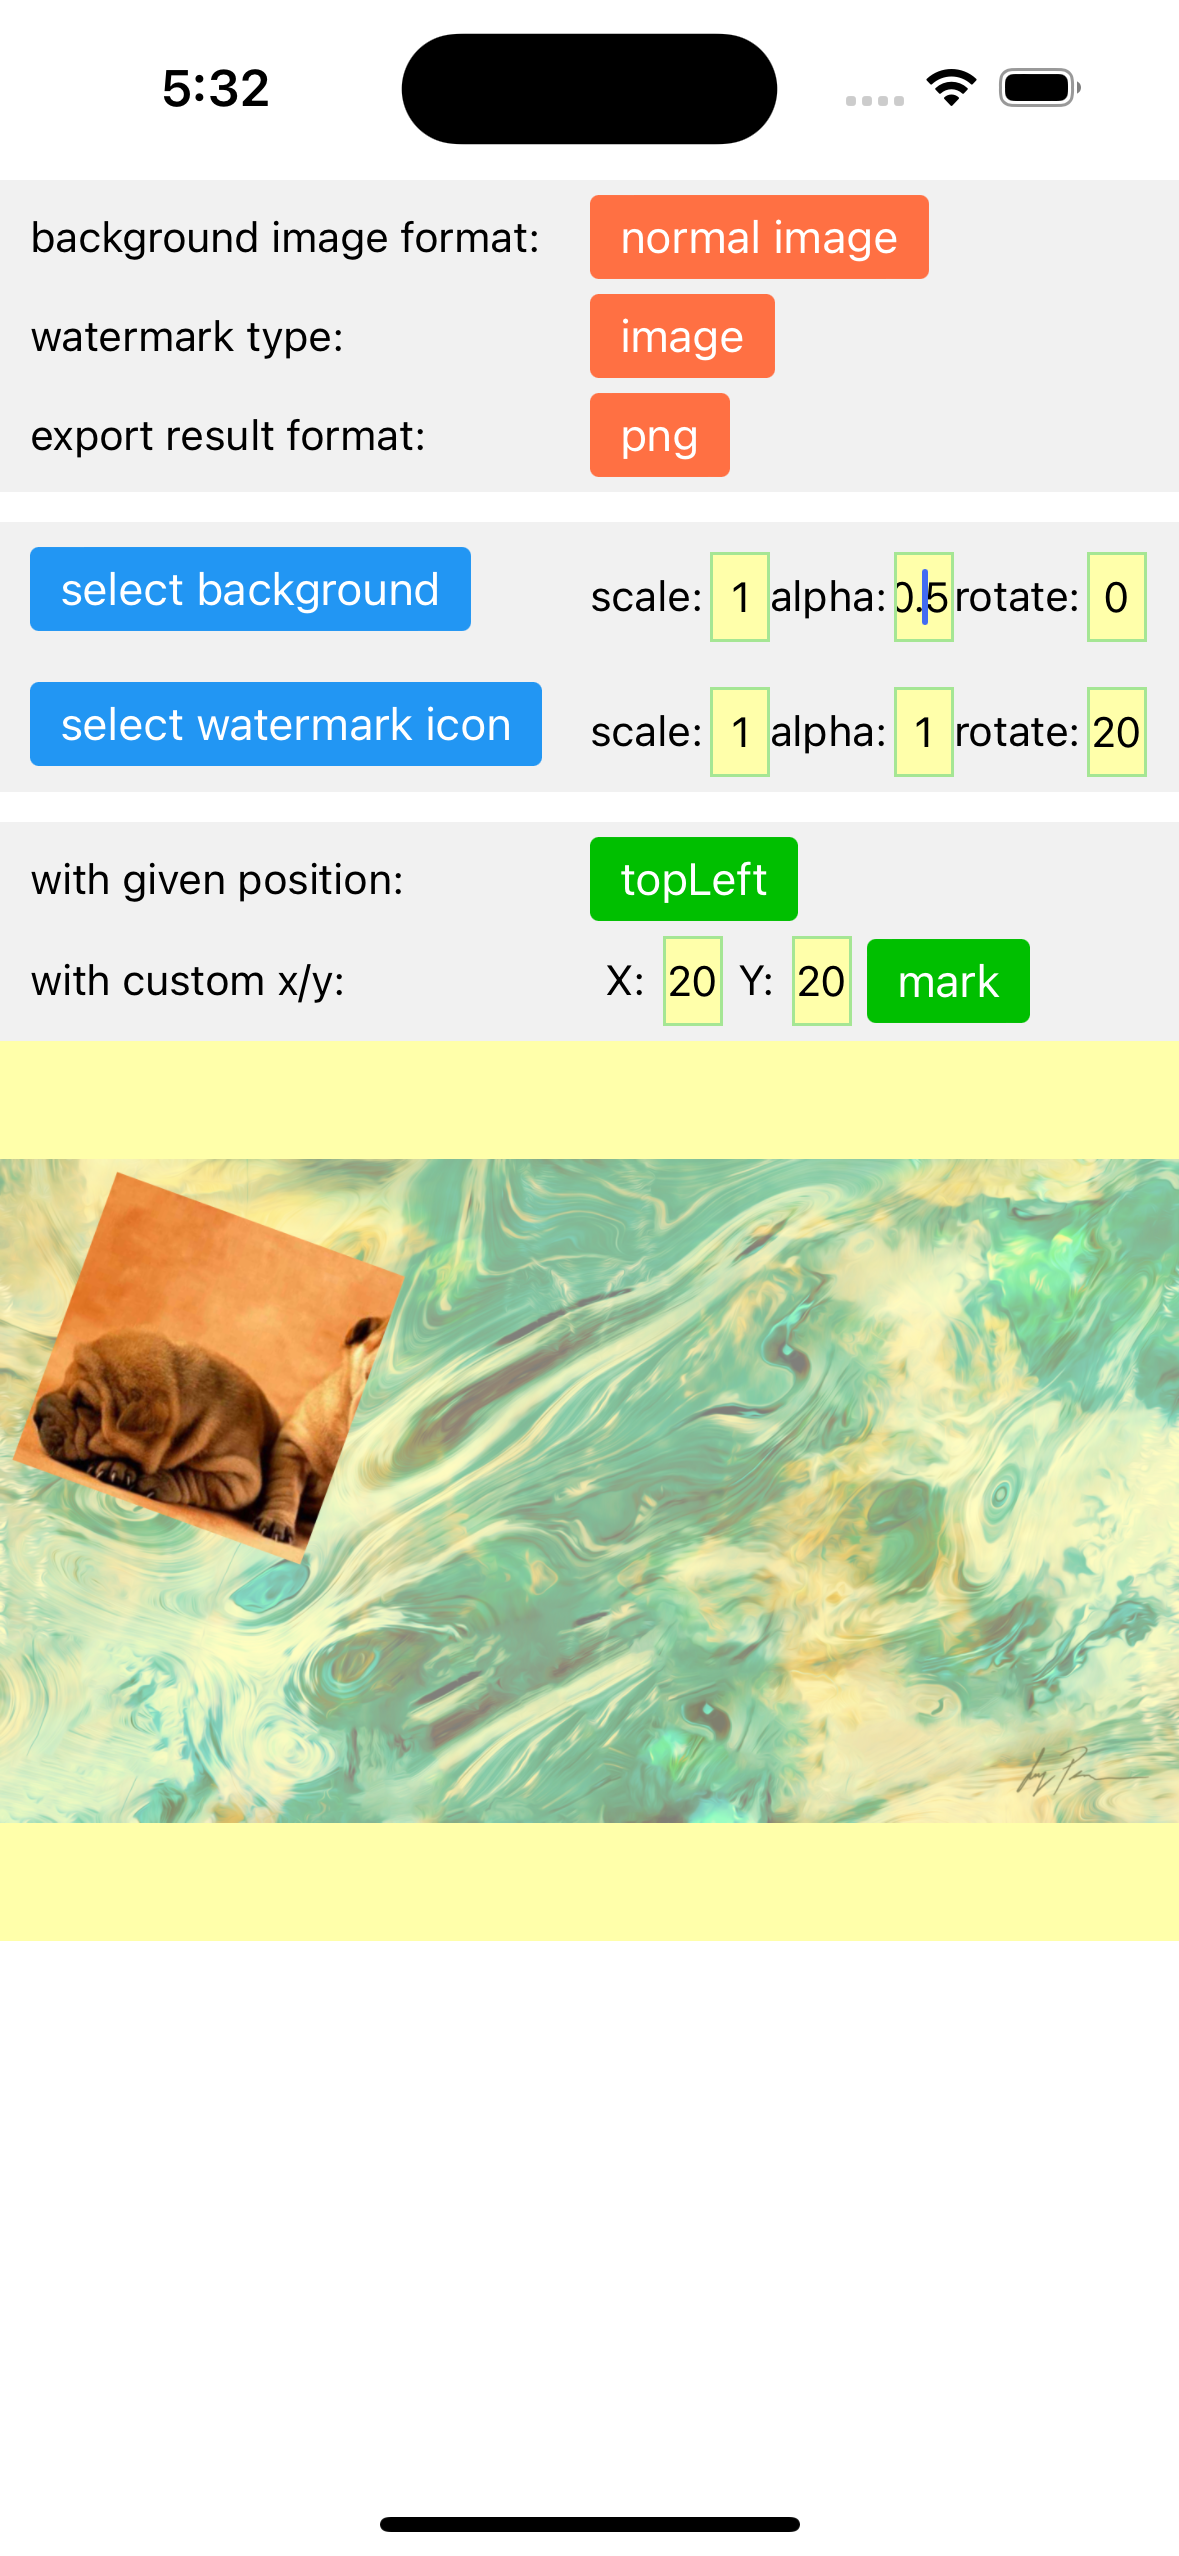 5:32
background image format: normal image
watermark type: image
export result format: png
select background scale: 1 alpha: 0.5 rotate: 0
select watermark icon scale: 1 alpha: 1 rotate: 20
with given position: topLeft
with custom x/y: X: 20 Y: 20 mark